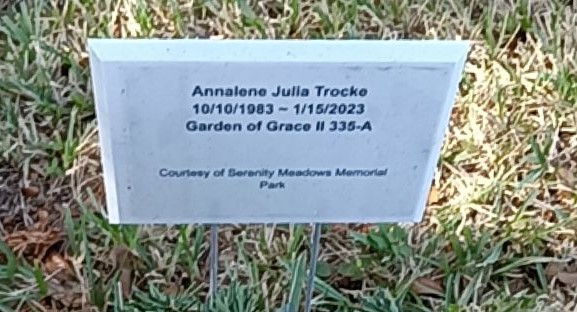 Annalene Julia Trocke
10/10/1983 ~ 1/15/2023
Garden of Grace II 335-A
Courtesy of Serenity Meadows Memorial
Park